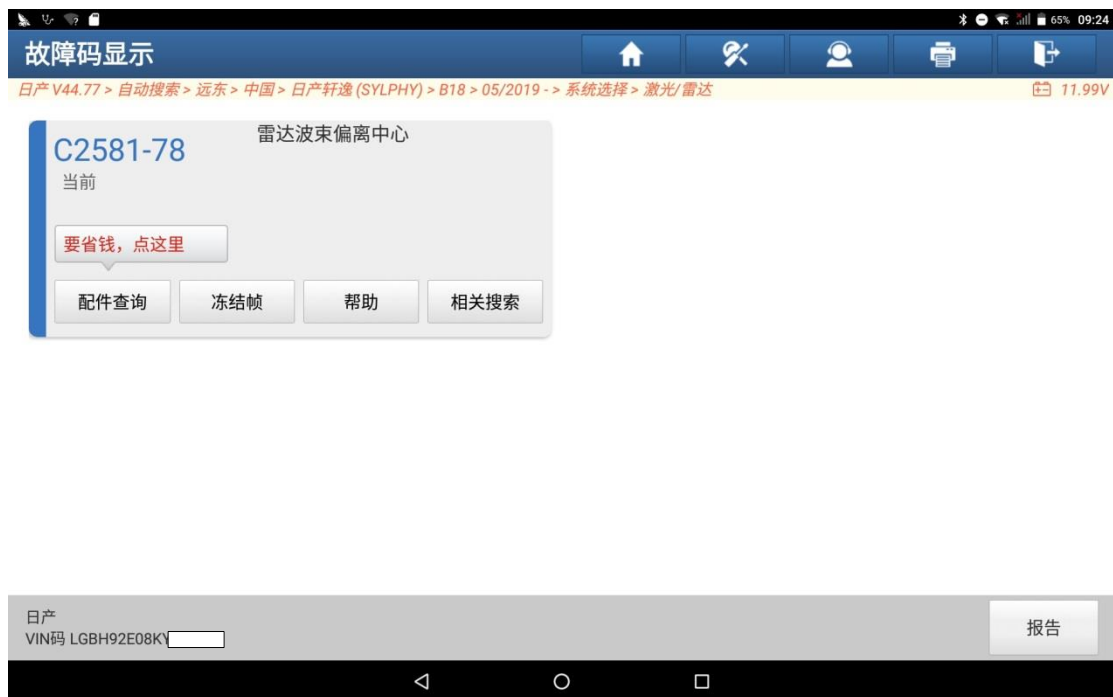 65% 09:24
故障码显示
日产 V44.77 > 自动搜索 > 远东 > 中国 > 日产轩逸 (SYLPHY) > B18 > 05/2019 - > 系统选择 > 激光/雷达
11.99V
C2581-78
雷达波束偏离中心
当前
要省钱，点这里
配件查询
冻结帧
帮助
相关搜索
日产
VIN码 LGBH92E08KY
报告